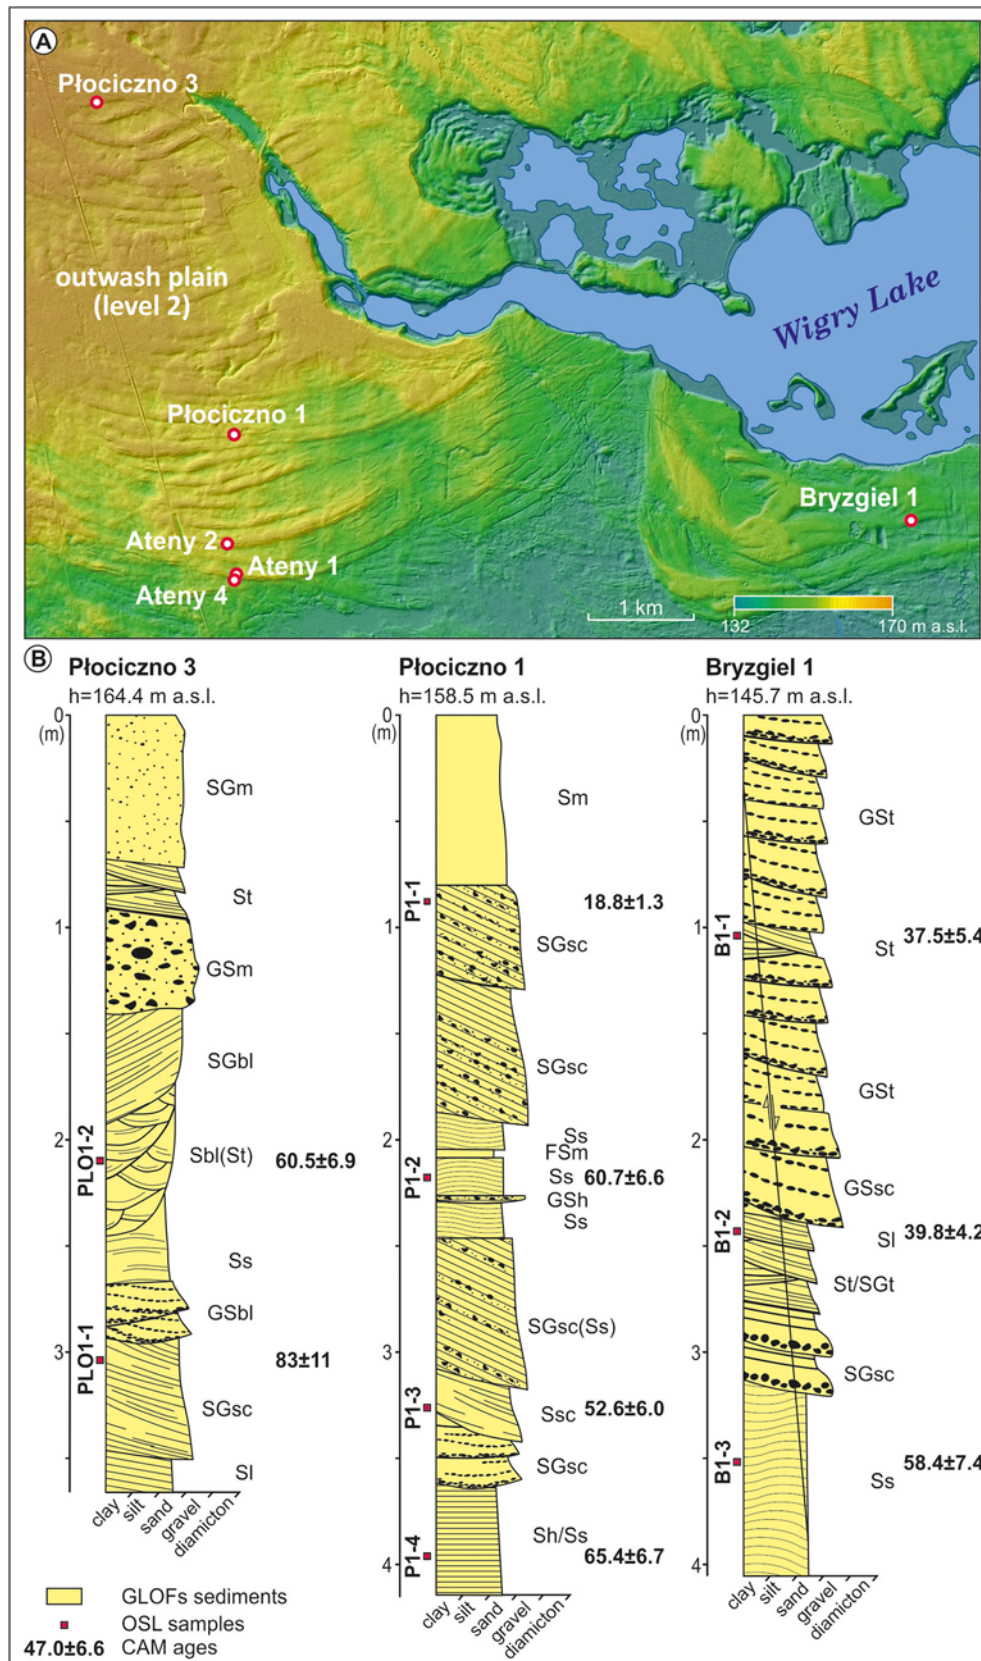 A
Płociczno 3
outwash plain
(level 2)
Wigry Lake
Płociczno 1
Bryzgiel 1
Ateny 2
Ateny 1
Ateny 4
1 km
132
170 m a.s.l.
B
Płociczno 3
h=164.4 m a.s.l.
0
(m)
SGm
St
1
GSm
SGbl
2
PLO1-2
Sbl(St)
60.5±6.9
Ss
GSbl
3
PLO1-1
83±11
SGsc
Sl
clay
silt
sand
gravel
diamicton
Płociczno 1
h=158.5 m a.s.l.
0
(m)
Sm
P1-1
18.8±1.3
1
SGsc
SGsc
Ss
2
FSm
P1-2
Ss
60.7±6.6
GSh
Ss
SGsc(Ss)
3
P1-3
Ssc
52.6±6.0
SGsc
Sh/Ss
P1-4
65.4±6.7
4
clay
silt
sand
gravel
diamicton
Bryzgiel 1
h=145.7 m a.s.l.
0
(m)
GSt
1
B1-1
St
37.5±5.4
GSt
2
GSsc
B1-2
Sl
39.8±4.2
St/SGt
3
SGsc
B1-3
Ss
58.4±7.4
4
clay
silt
sand
gravel
diamicton
GLOFs sediments
OSL samples
47.0±6.6 CAM ages